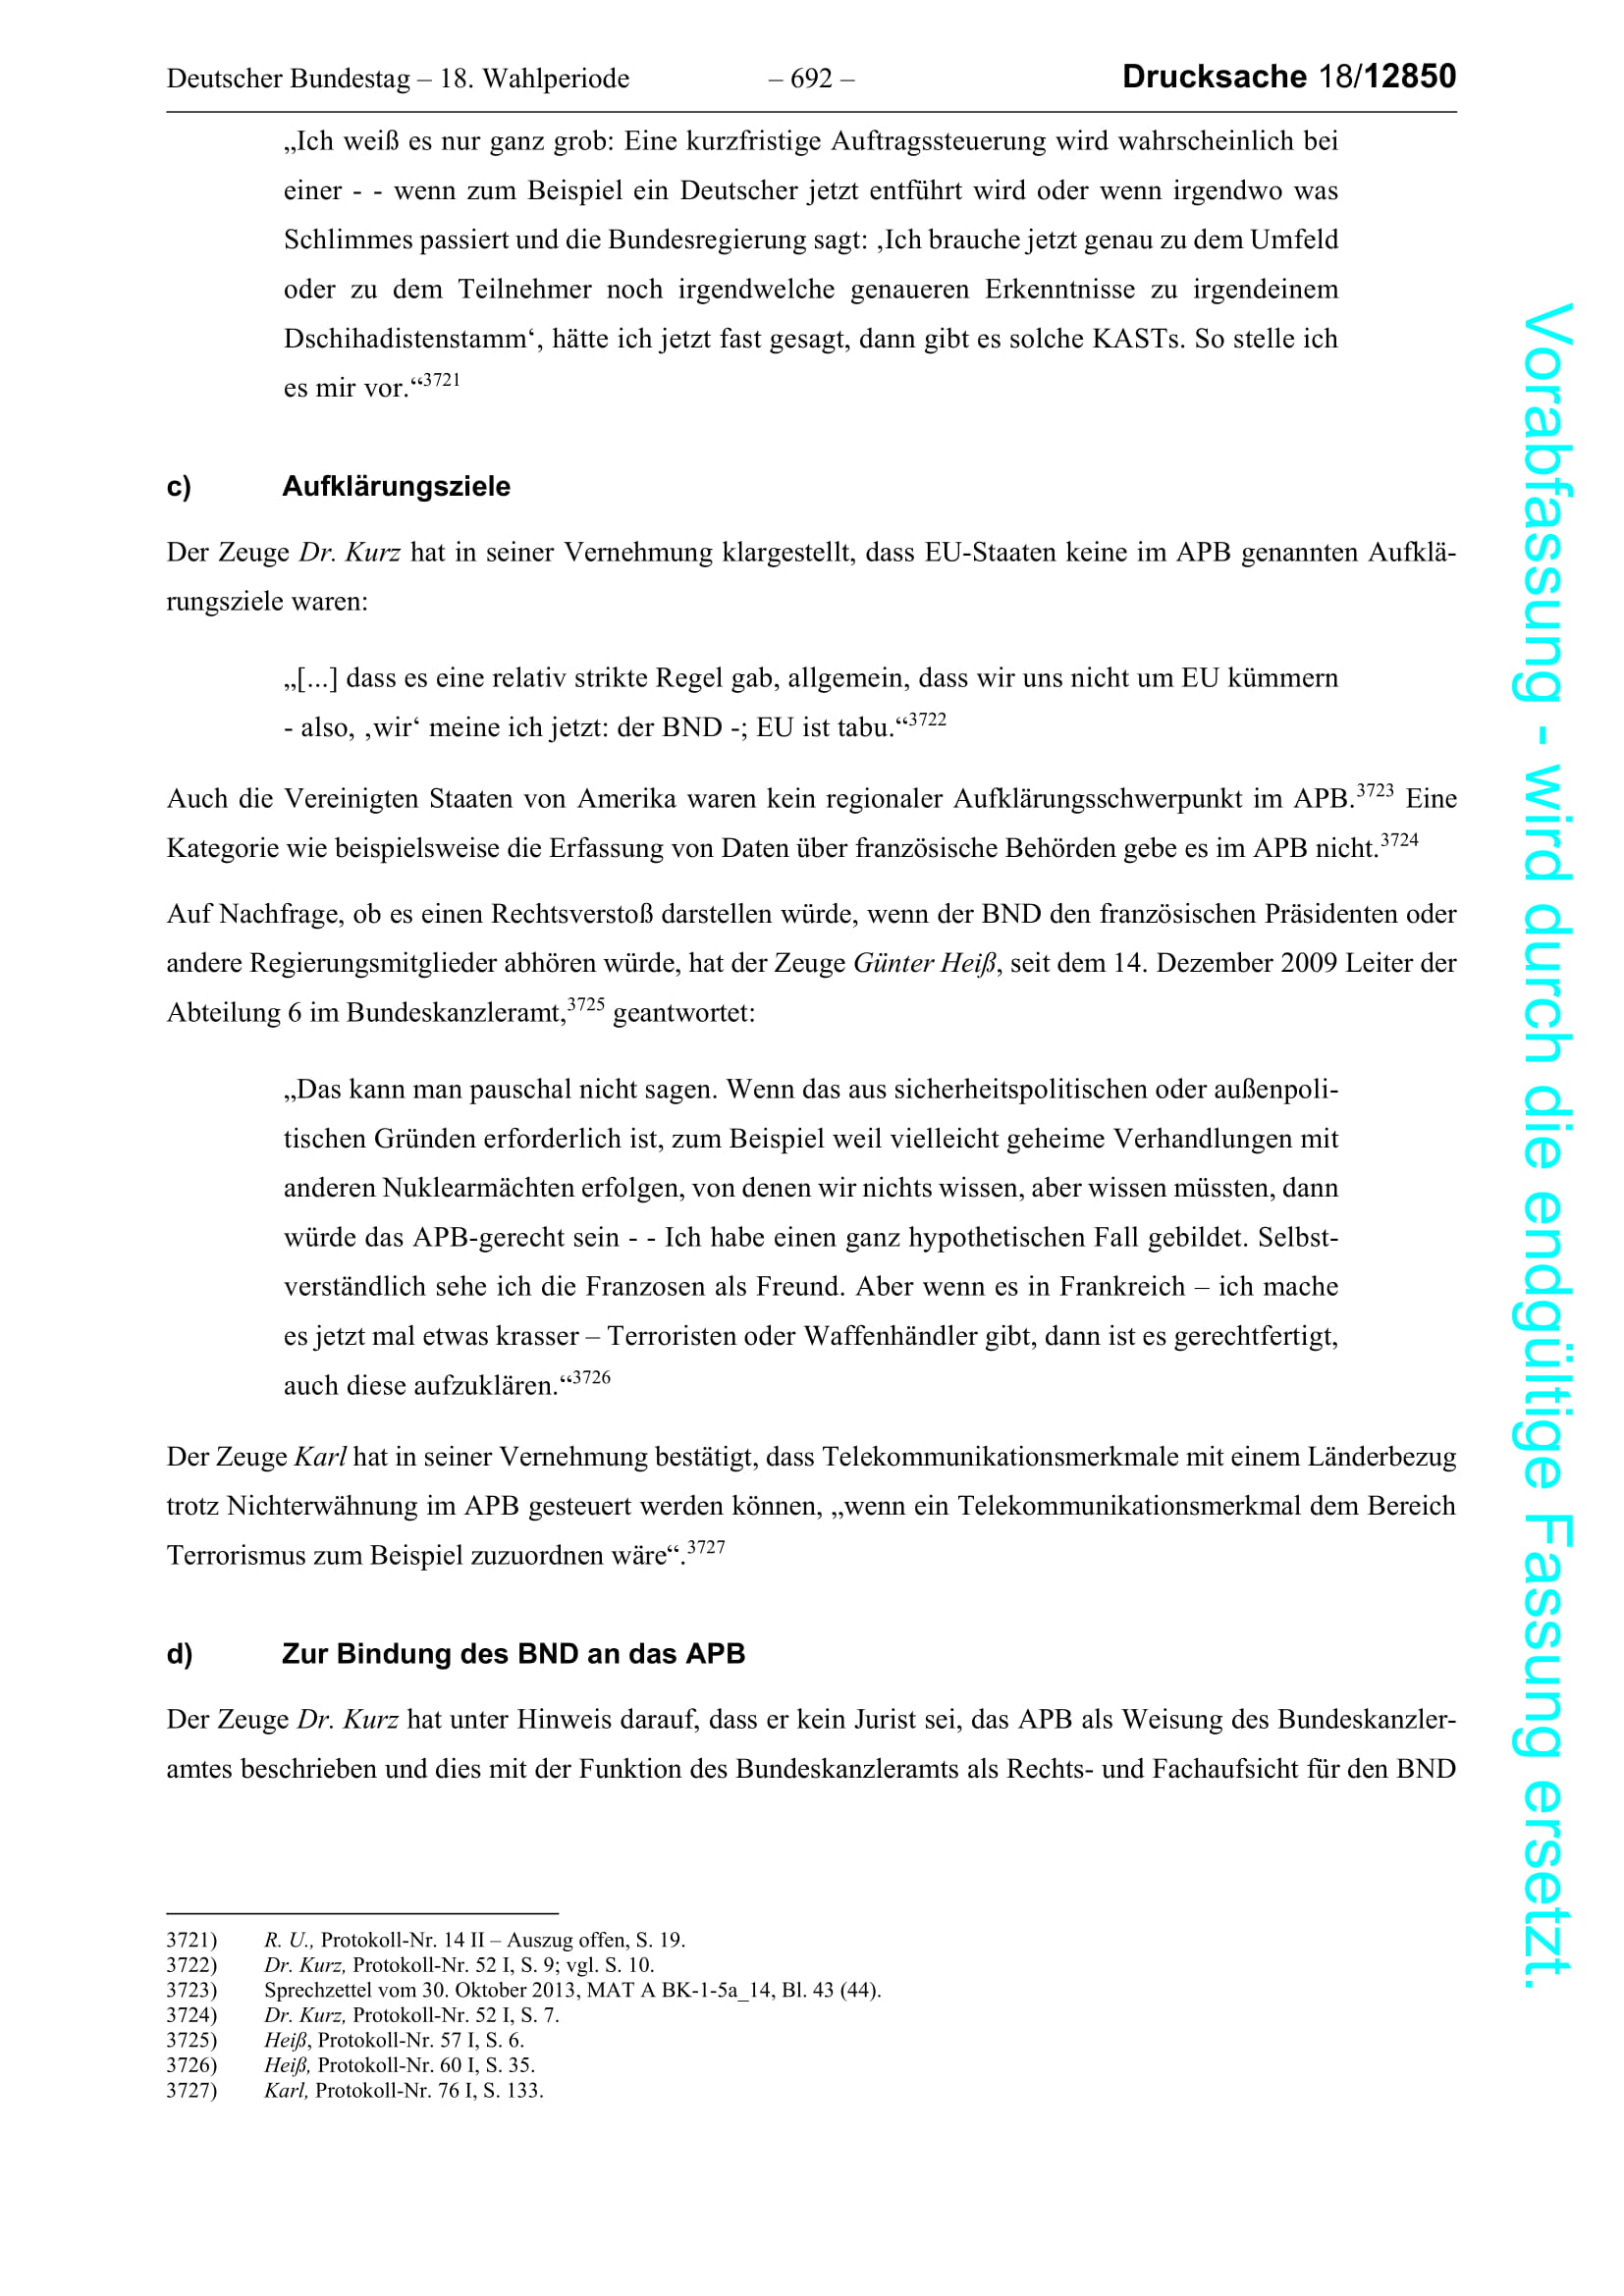 Deutscher Bundestag – 18. Wahlperiode – 692 – Drucksache 18/12850
„Ich weiß es nur ganz grob: Eine kurzfristige Auftragssteuerung wird wahrscheinlich bei
einer - - wenn zum Beispiel ein Deutscher jetzt entführt wird oder wenn irgendwo was
Schlimmes passiert und die Bundesregierung sagt: ‚Ich brauche jetzt genau zu dem Umfeld
oder zu dem Teilnehmer noch irgendwelche genaueren Erkenntnisse zu irgendeinem
Dschihadistenstamm‘, hätte ich jetzt fast gesagt, dann gibt es solche KASTs. So stelle ich
es mir vor.“3721
c) Aufklärungsziele
Der Zeuge Dr. Kurz hat in seiner Vernehmung klargestellt, dass EU-Staaten keine im APB genannten Aufklä-
rungsziele waren:
„[...] dass es eine relativ strikte Regel gab, allgemein, dass wir uns nicht um EU kümmern
- also, ‚wir‘ meine ich jetzt: der BND -; EU ist tabu.“3722
Auch die Vereinigten Staaten von Amerika waren kein regionaler Aufklärungsschwerpunkt im APB.3723 Eine
Kategorie wie beispielsweise die Erfassung von Daten über französische Behörden gebe es im APB nicht.3724
Auf Nachfrage, ob es einen Rechtsverstoß darstellen würde, wenn der BND den französischen Präsidenten oder
andere Regierungsmitglieder abhören würde, hat der Zeuge Günter Heiß, seit dem 14. Dezember 2009 Leiter der
Abteilung 6 im Bundeskanzleramt,3725 geantwortet:
„Das kann man pauschal nicht sagen. Wenn das aus sicherheitspolitischen oder außenpoli-
tischen Gründen erforderlich ist, zum Beispiel weil vielleicht geheime Verhandlungen mit
anderen Nuklearmächten erfolgen, von denen wir nichts wissen, aber wissen müssten, dann
würde das APB-gerecht sein - - Ich habe einen ganz hypothetischen Fall gebildet. Selbst-
verständlich sehe ich die Franzosen als Freund. Aber wenn es in Frankreich – ich mache
es jetzt mal etwas krasser – Terroristen oder Waffenhändler gibt, dann ist es gerechtfertigt,
auch diese aufzuklären.“3726
Der Zeuge Karl hat in seiner Vernehmung bestätigt, dass Telekommunikationsmerkmale mit einem Länderbezug
trotz Nichterwähnung im APB gesteuert werden können, „wenn ein Telekommunikationsmerkmal dem Bereich
Terrorismus zum Beispiel zuzuordnen wäre“.3727
d) Zur Bindung des BND an das APB
Der Zeuge Dr. Kurz hat unter Hinweis darauf, dass er kein Jurist sei, das APB als Weisung des Bundeskanzler-
amtes beschrieben und dies mit der Funktion des Bundeskanzleramts als Rechts- und Fachaufsicht für den BND
3721) R. U., Protokoll-Nr. 14 II – Auszug offen, S. 19.
3722) Dr. Kurz, Protokoll-Nr. 52 I, S. 9; vgl. S. 10.
3723) Sprechzettel vom 30. Oktober 2013, MAT A BK-1-5a_14, Bl. 43 (44).
3724) Dr. Kurz, Protokoll-Nr. 52 I, S. 7.
3725) Heiß, Protokoll-Nr. 57 I, S. 6.
3726) Heiß, Protokoll-Nr. 60 I, S. 35.
3727) Karl, Protokoll-Nr. 76 I, S. 133.
Vorabfassung - wird durch die endgültige Fassung ersetzt.